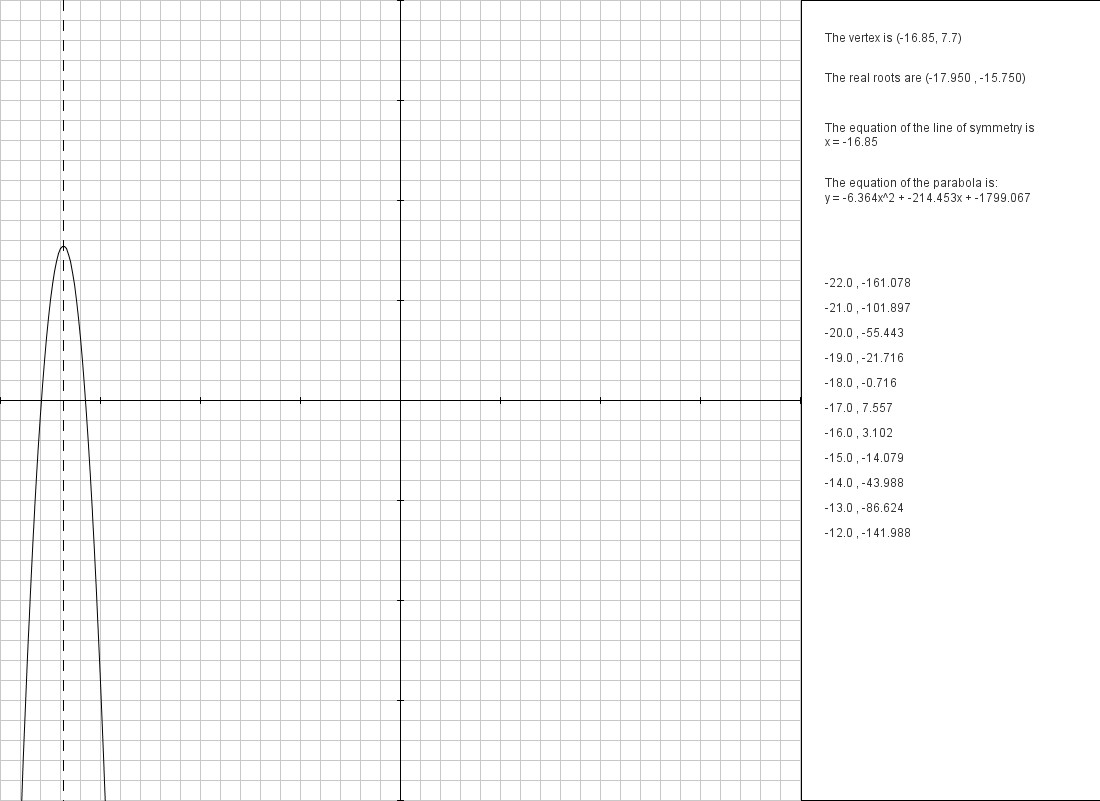 The vertex is (-16.85, 7.7)
The real roots are (-17.950 , -15.750)
The equation of the line of symmetry is
x = -16.85
The equation of the parabola is:
y = -6.364x^2 + -214.453x + -1799.067
-22.0 , -161.078
-21.0 , -101.897
-20.0 , -55.443
-19.0 , -21.716
-18.0 , -0.716
-17.0 , 7.557
-16.0 , 3.102
-15.0 , -14.079
-14.0 , -43.988
-13.0 , -86.624
-12.0 , -141.988